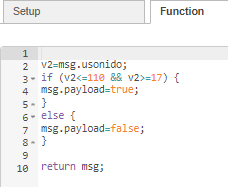 Setup
Function
1
2 v2=msg.usonido;
3 if (v2<=110 && v2>=17) {
4 msg.payload=true;
5 }
6 else {
7 msg.payload=false;
8 }
9
10 return msg;